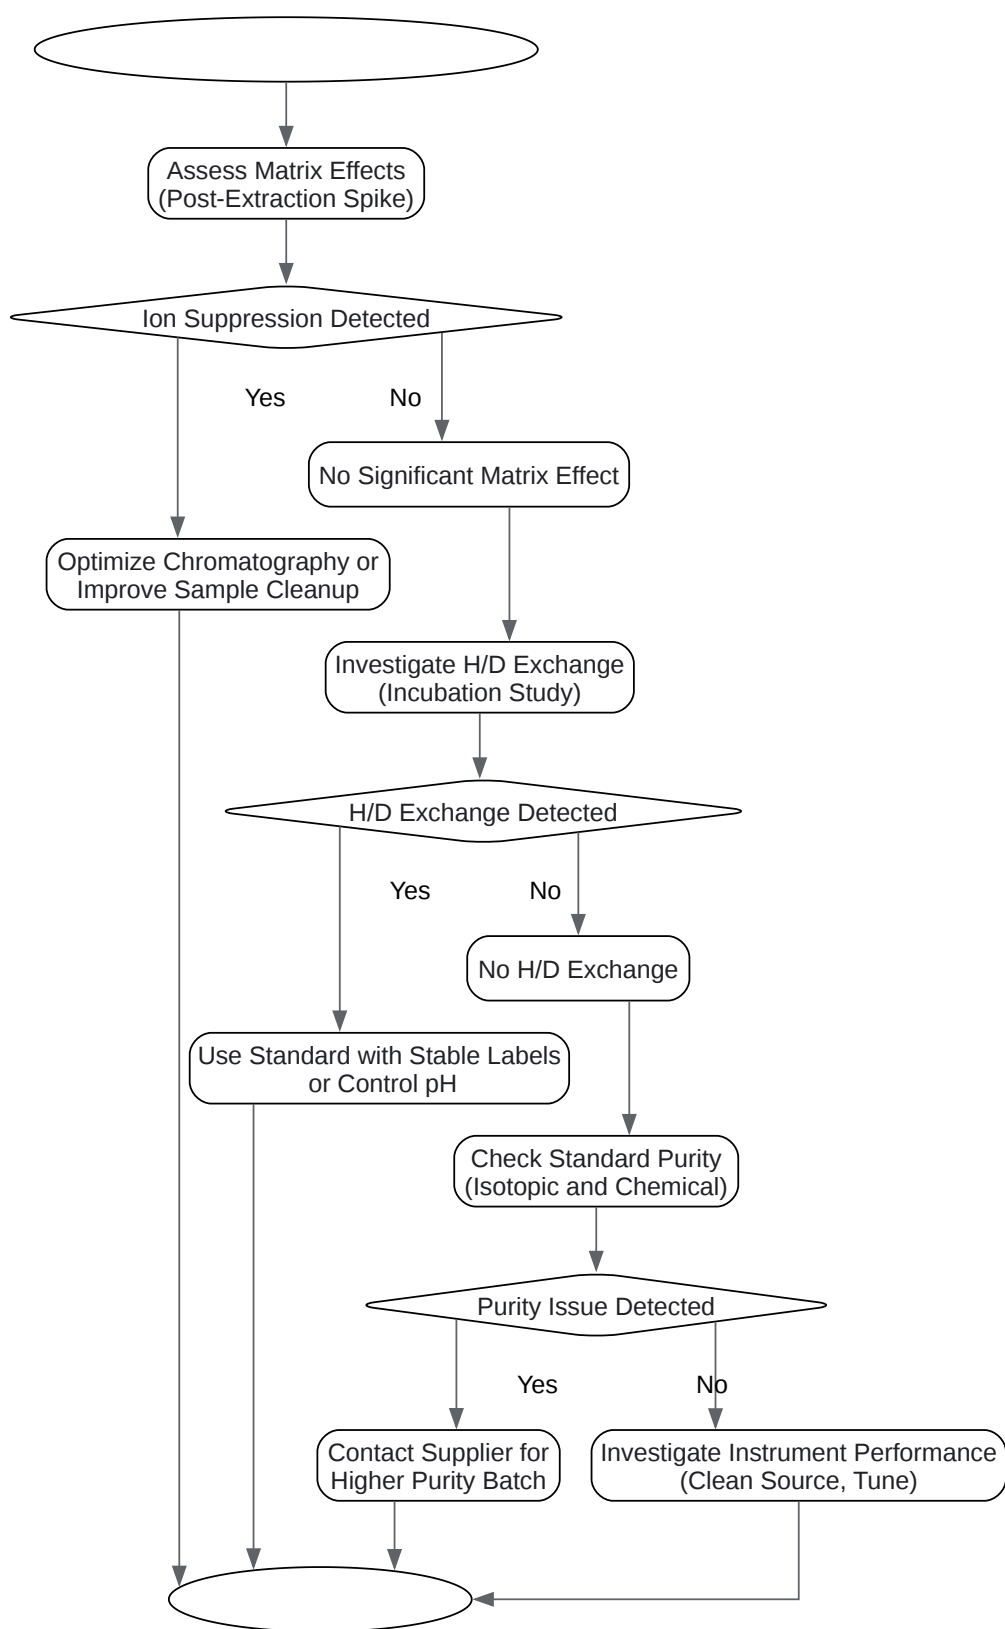 Assess Matrix Effects
(Post-Extraction Spike)
Ion Suppression Detected
Yes
No
No Significant Matrix Effect
Optimize Chromatography or
Improve Sample Cleanup
Investigate H/D Exchange
(Incubation Study)
H/D Exchange Detected
Yes
No
No H/D Exchange
Use Standard with Stable Labels
or Control pH
Check Standard Purity
(Isotopic and Chemical)
Purity Issue Detected
Yes
No
Contact Supplier for
Higher Purity Batch
Investigate Instrument Performance
(Clean Source, Tune)